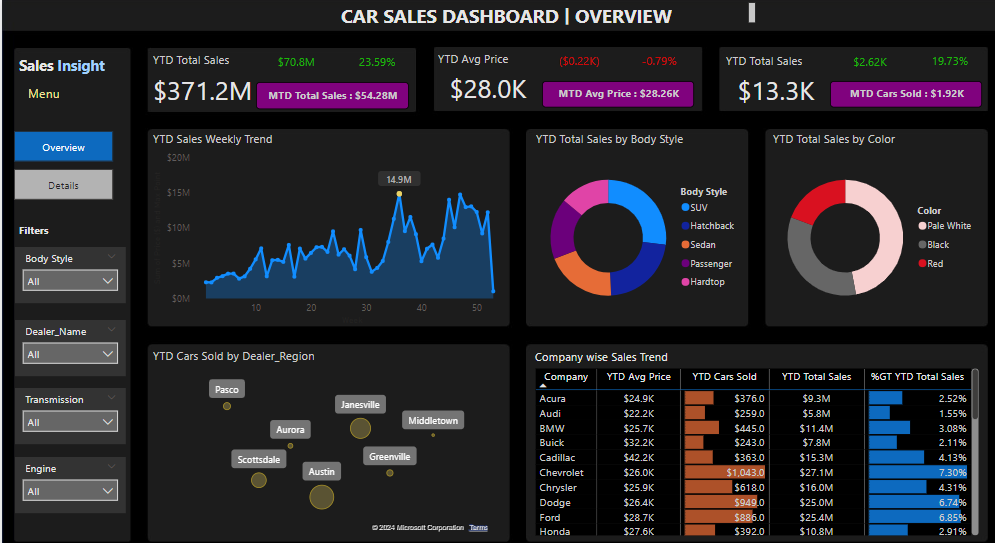 CAR SALES DASHBOARD | OVERVIEW
Sales Insight
Menu
Overview
Details
Filters
Body Style
All
Dealer_Name
All
Transmission
All
Engine
All
YTD Total Sales
$70.8M
23.59%
$371.2M
MTD Total Sales : $54.28M
YTD Avg Price
($0.22K)
-0.79%
$28.0K
MTD Avg Price : $28.26K
YTD Total Sales
$2.62K
19.73%
$13.3K
MTD Cars Sold : $1.92K
YTD Sales Weekly Trend
$20M
$15M
$10M
$5M
$0M
14.9M
10 20 30 40 50
YTD Total Sales by Body Style
Body Style
SUV
Hatchback
Sedan
Passenger
Hardtop
YTD Total Sales by Color
Color
Pale White
Black
Red
YTD Cars Sold by Dealer_Region
Pasco
Janesville
Middletown
Aurora
Greenville
Scottsdale
Austin
© 2024 Microsoft Corporation Terms
Company wise Sales Trend
Company YTD Avg Price YTD Cars Sold YTD Total Sales %GT YTD Total Sales
Acura $24.9K $376.0 $9.3M 2.52%
Audi $22.2K $259.0 $5.8M 1.55%
BMW $25.7K $445.0 $11.4M 3.08%
Buick $32.2K $243.0 $7.8M 2.11%
Cadillac $42.2K $363.0 $15.3M 4.13%
Chevrolet $26.0K $1,043.0 $27.1M 7.30%
Chrysler $25.9K $618.0 $16.0M 4.31%
Dodge $26.4K $949.0 $25.0M 6.74%
Ford $28.7K $886.0 $25.4M 6.85%
Honda $27.6K $392.0 $10.8M 2.91%